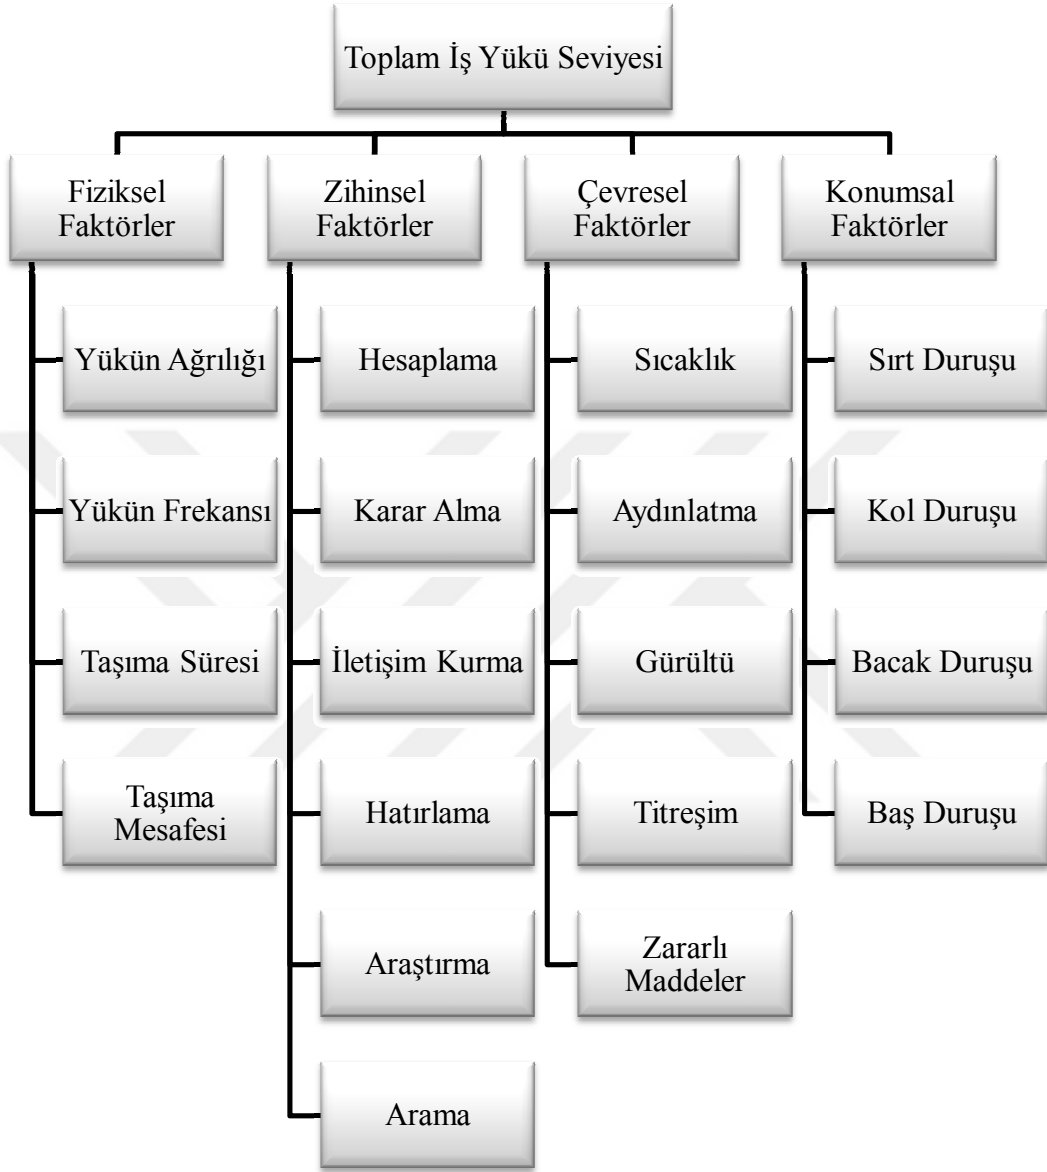 Toplam İş Yükü Seviyesi
Fiziksel
Faktörler
Zihinsel
Faktörler
Çevresel
Faktörler
Konumsal
Faktörler
Yükün Ağrılığı
Hesaplama
Sıcaklık
Sırt Duruşu
Yükün Frekansı
Karar Alma
Aydınlatma
Kol Duruşu
Taşıma Süresi
İletişim Kurma
Gürültü
Bacak Duruşu
Taşıma
Mesafesi
Hatırlama
Titreşim
Baş Duruşu
Araştırma
Zararlı
Maddeler
Arama